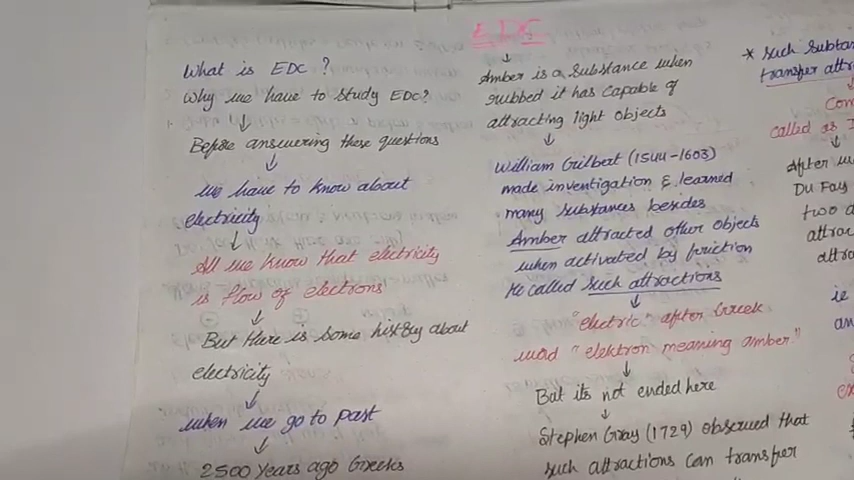 EDC
What is EDC ?
Why we have to study EDC?
↓
Before answering these questions
↓
we have to know about
electricity
↓
All we know that electricity
is flow of electrons
↓
But there is some history about
electricity
↓
when we go to past
↓
2500 years ago Greeks
↓
Amber is a substance when
rubbed it has capable of
attracting light objects
↓
William Gilbert (1544-1603)
made investigation & learned
many substances besides
Amber attracted other objects
when activated by friction
He called such attractions
↓
"electric" after Greek
word "elektron meaning amber."
↓
But its not ended here
↓
Stephen Gray (1729) observed that
such attractions can transfer
* such
transfer
called as
↓
After
Du Fay
two
ie